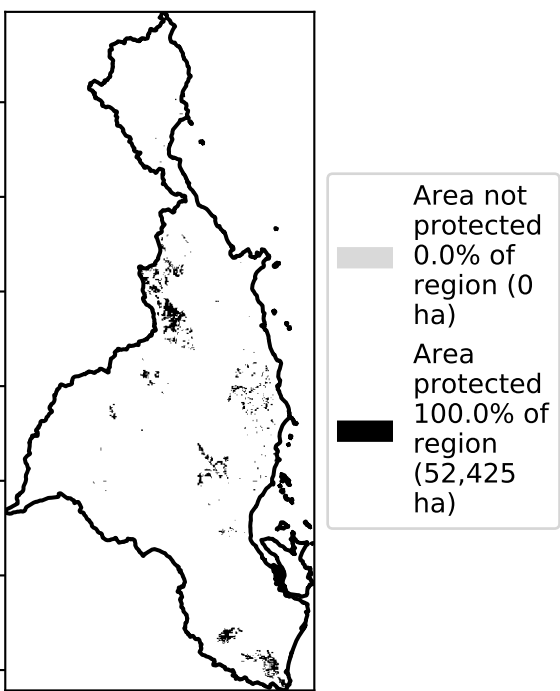 Area not
protected
0.0% of
region (0
ha)
Area
protected
100.0% of
region
(52,425
ha)